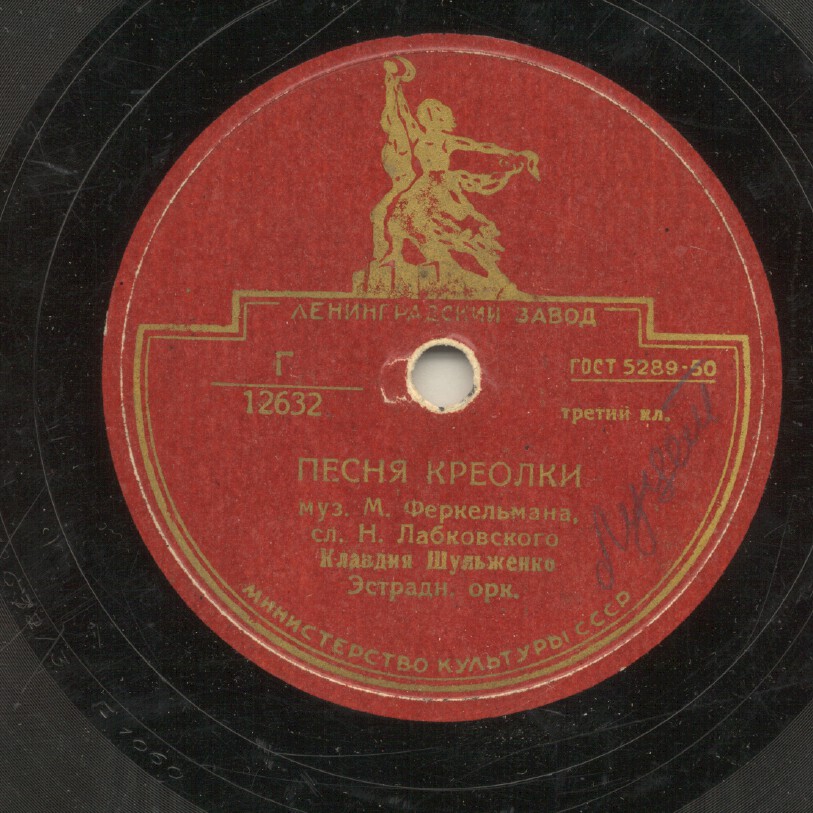 ЛЕНИНГРАДСКИЙ ЗАВОД
Г
12632
ГОСТ 5289-50
третий кл.
ПЕСНЯ КРЕОЛКИ
муз. М. Феркельмана,
сл. Н. Лабковского
Клавдия Шульженко
Эстрадн. орк.
МИНИСТЕРСТВО КУЛЬТУРЫ СССР